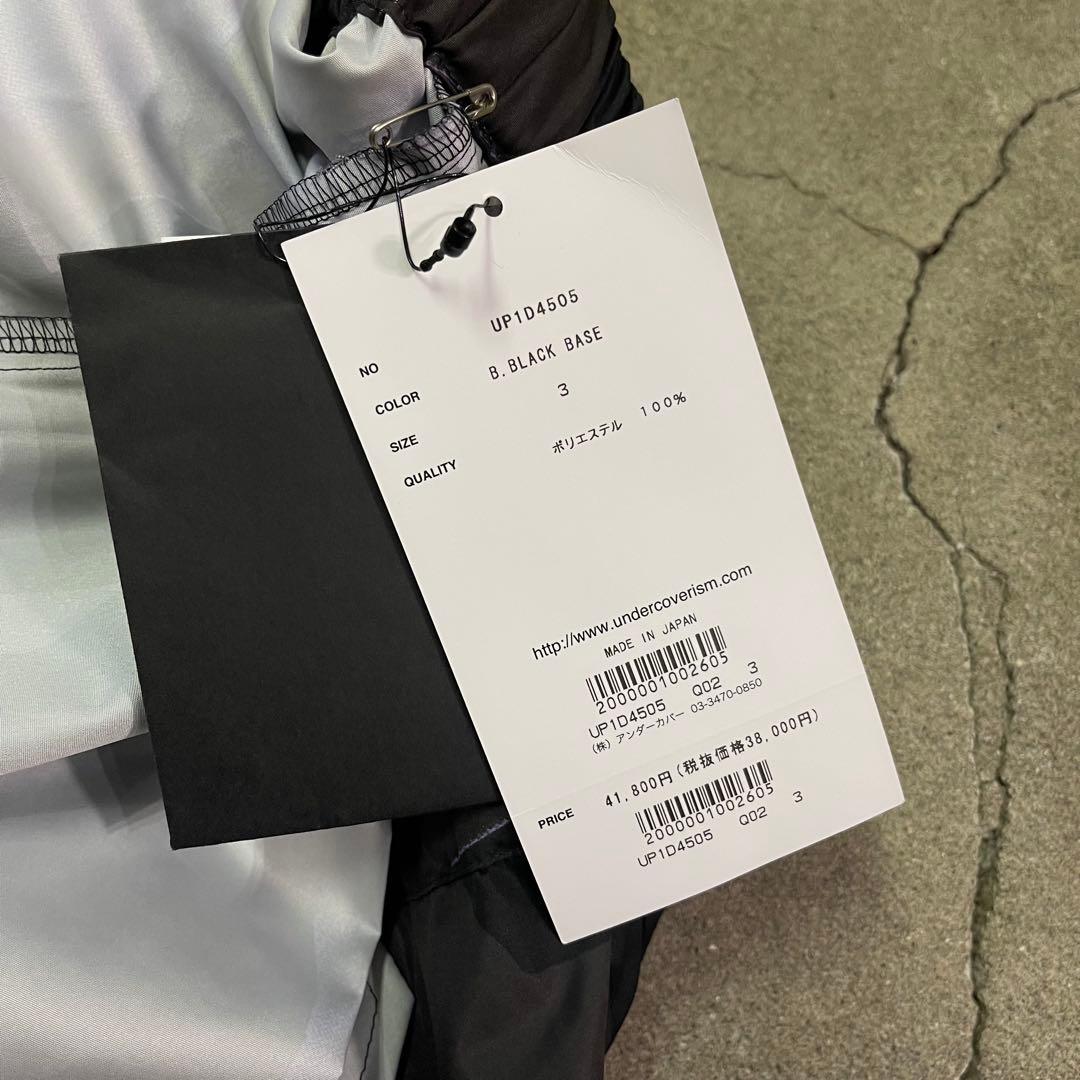 NO UP1D4505
COLOR B.BLACK BASE
SIZE 3
QUALITY ポリエステル 100%
http://www.undercoverism.com
MADE IN JAPAN
2000001002605
UP1D4505 Q02 3
(株) アンダーカバー 03-3470-0850
PRICE 41,800円(税抜価格38,000円)
2000001002605
UP1D4505 Q02 3